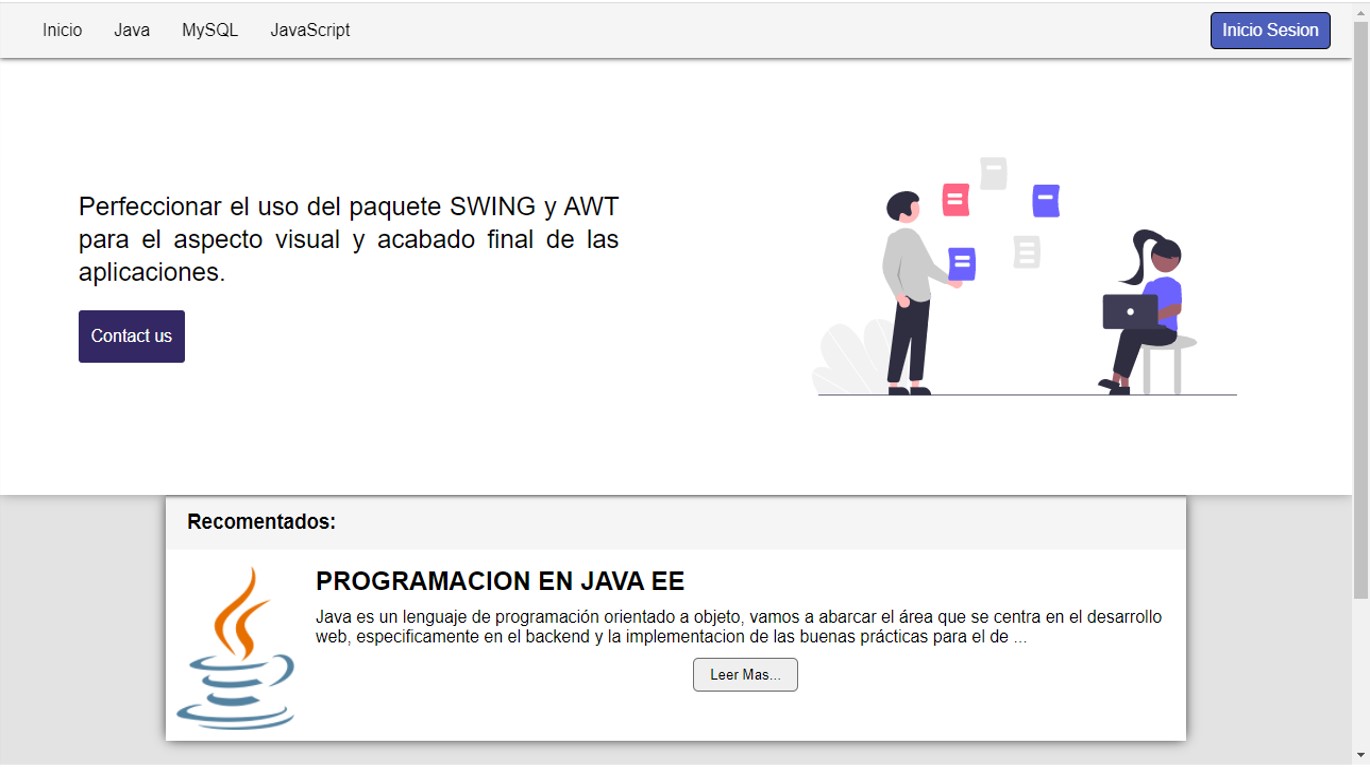 Inicio Java MySQL JavaScript Inicio Sesion
Perfeccionar el uso del paquete SWING y AWT
para el aspecto visual y acabado final de las
aplicaciones.
Contact us
Recomentados:
PROGRAMACION EN JAVA EE
Java es un lenguaje de programación orientado a objeto, vamos a abarcar el área que se centra en el desarrollo
web, especificamente en el backend y la implementacion de las buenas prácticas para el de ...
Leer Mas...